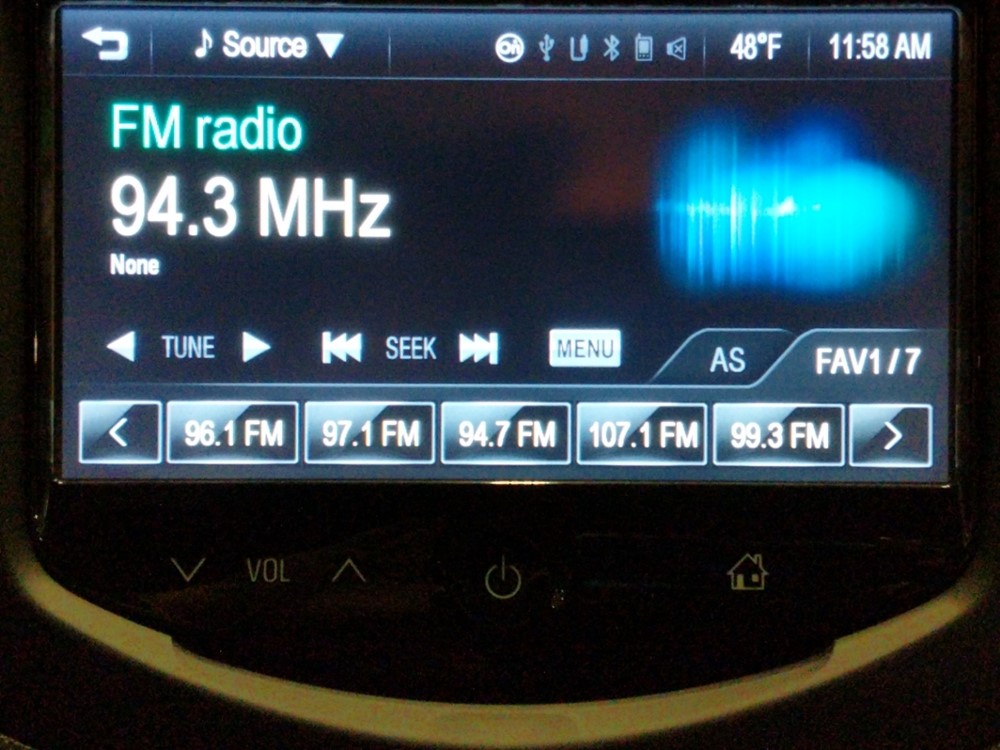 Source On 48°F 11:58 AM
FM radio
94.3 MHz
None
TUNE SEEK MENU AS FAV1/7
96.1 FM 97.1 FM 94.7 FM 107.1 FM 99.3 FM
VOL